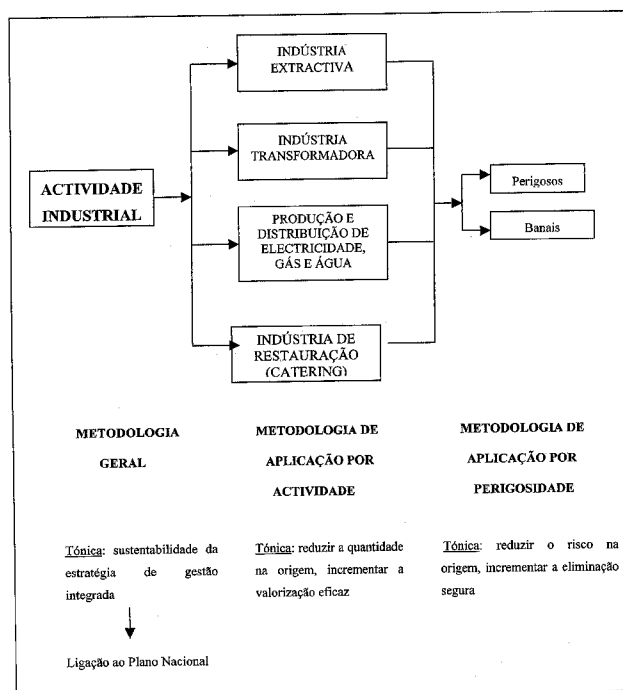 INDÚSTRIA
EXTRACTIVA
INDÚSTRIA
TRANSFORMADORA
ACTIVIDADE
INDUSTRIAL
PRODUÇÃO E
DISTRIBUIÇÃO DE
ELECTRICIDADE,
GÁS E ÁGUA
INDÚSTRIA DE
RESTAURAÇÃO
(CATERING)
Perigosos
Banais
METODOLOGIA
GERAL
METODOLOGIA DE
APLICAÇÃO POR
ACTIVIDADE
METODOLOGIA DE
APLICAÇÃO POR
PERIGOSIDADE
Tónica: sustentabilidade da
estratégia de gestão
integrada
Ligação ao Plano Nacional
Tónica: reduzir a quantidade
na origem, incrementar a
valorização eficaz
Tónica: reduzir o risco na
origem, incrementar a eliminação
segura